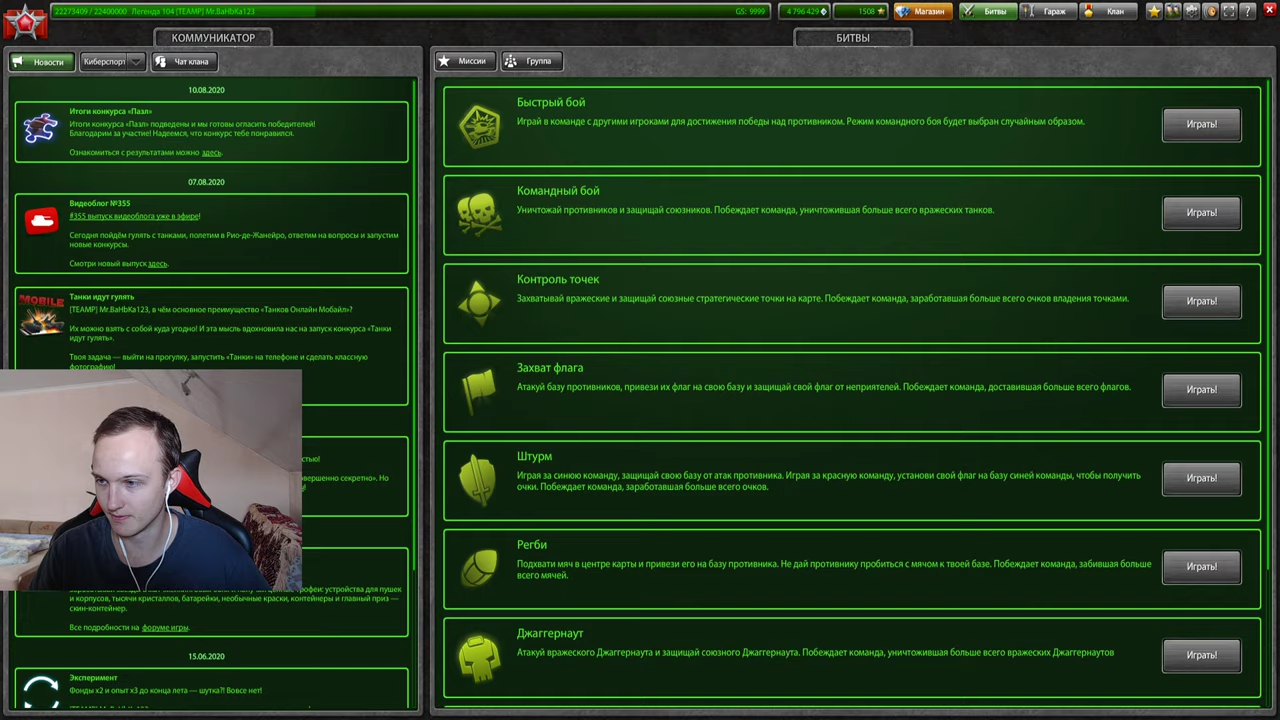 22273409 / 22400000 Легенда 104 [TEAMP] Mr.BaHbKa123
GS: 9999
4 796 429
1508
Магазин
Битвы
Гараж
Клан
?
КОММУНИКАТОР
БИТВЫ
Новости
Киберспорт
Чат клана
Миссии
Группа
10.08.2020
Итоги конкурса «Пазл»
Итоги конкурса «Пазл» подведены и мы готовы огласить победителей!
Благодарим за участие! Надеемся, что конкурс тебе понравился.
Ознакомиться с результатами можно здесь.
07.08.2020
Видеоблог №355
#355 выпуск видеоблога уже в эфире!
Сегодня пойдём гулять с танками, полетим в Рио-де-Жанейро, ответим на вопросы и запустим
новые конкурсы.
Смотри новый выпуск здесь.
MOBILE
Танки идут гулять
[TEAMP] Mr.BaHbKa123, в чём основное преимущество «Танков Онлайн Мобайл»?
Их можно взять с собой куда угодно! И эта мысль вдохновила нас на запуск конкурса «Танки
идут гулять».
Твоя задача — выйти на прогулку, запустить «Танки» на телефоне и сделать классную
фотографию!
стью!
овершенно секретно». Но
устройства для пушек
и корпусов, тысячи кристаллов, батарейки, необычные краски, контейнеры и главный приз —
скин-контейнер.
Все подробности на форуме игры.
15.06.2020
Эксперимент
Фонды x2 и опыт x3 до конца лета — шутка?! Вовсе нет!
Быстрый бой
Играй в команде с другими игроками для достижения победы над противником. Режим командного боя будет выбран случайным образом.
Играть!
Командный бой
Уничтожай противников и защищай союзников. Побеждает команда, уничтожившая больше всего вражеских танков.
Играть!
Контроль точек
Захватывай вражеские и защищай союзные стратегические точки на карте. Побеждает команда, заработавшая больше всего очков владения точками.
Играть!
Захват флага
Атакуй базу противников, привези их флаг на свою базу и защищай свой флаг от неприятелей. Побеждает команда, доставившая больше всего флагов.
Играть!
Штурм
Играя за синюю команду, защищай свою базу от атак противника. Играя за красную команду, установи свой флаг на базу синей команды, чтобы получить
очки. Побеждает команда, заработавшая больше всего очков.
Играть!
Регби
Подхвати мяч в центре карты и привези его на базу противника. Не дай противнику пробиться с мячом к твоей базе. Побеждает команда, забившая больше
всего мячей.
Играть!
Джаггернаут
Атакуй вражеского Джаггернаута и защищай союзного Джаггернаута. Побеждает команда, уничтожившая больше всего вражеских Джаггернаутов
Играть!